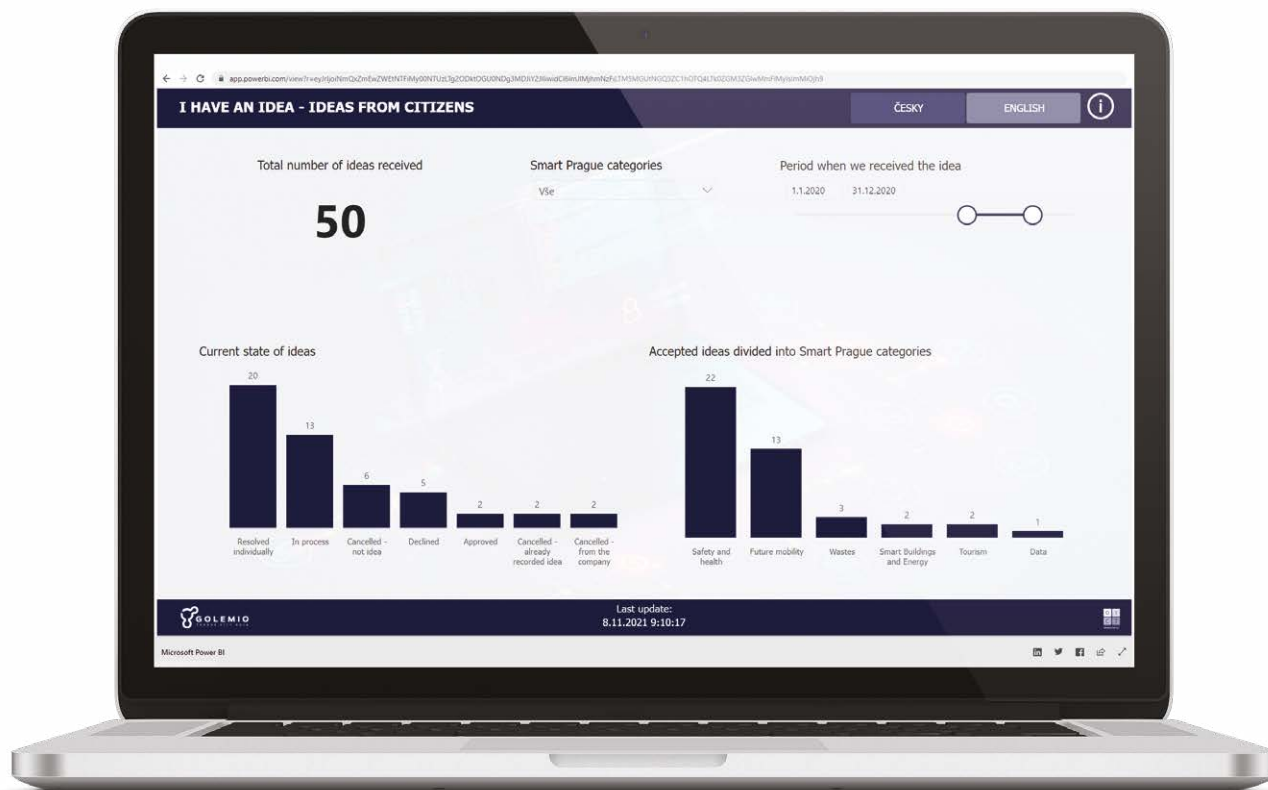 I HAVE AN IDEA - IDEAS FROM CITIZENS
ČESKY
ENGLISH
Total number of ideas received
50
Smart Prague categories
Vše
Period when we received the idea
1.1.2020 31.12.2020
Current state of ideas
20
13
6
5
2
2
2
Resolved
individually
In process
Cancelled -
not idea
Declined
Approved
Cancelled -
already
recorded idea
Cancelled -
from the
company
Accepted ideas divided into Smart Prague categories
22
13
3
2
2
1
Safety and
health
Future mobility
Wastes
Smart Buildings
and Energy
Tourism
Data
GOLEMIO
Last update:
8.11.2021 9:10:17
Microsoft Power BI